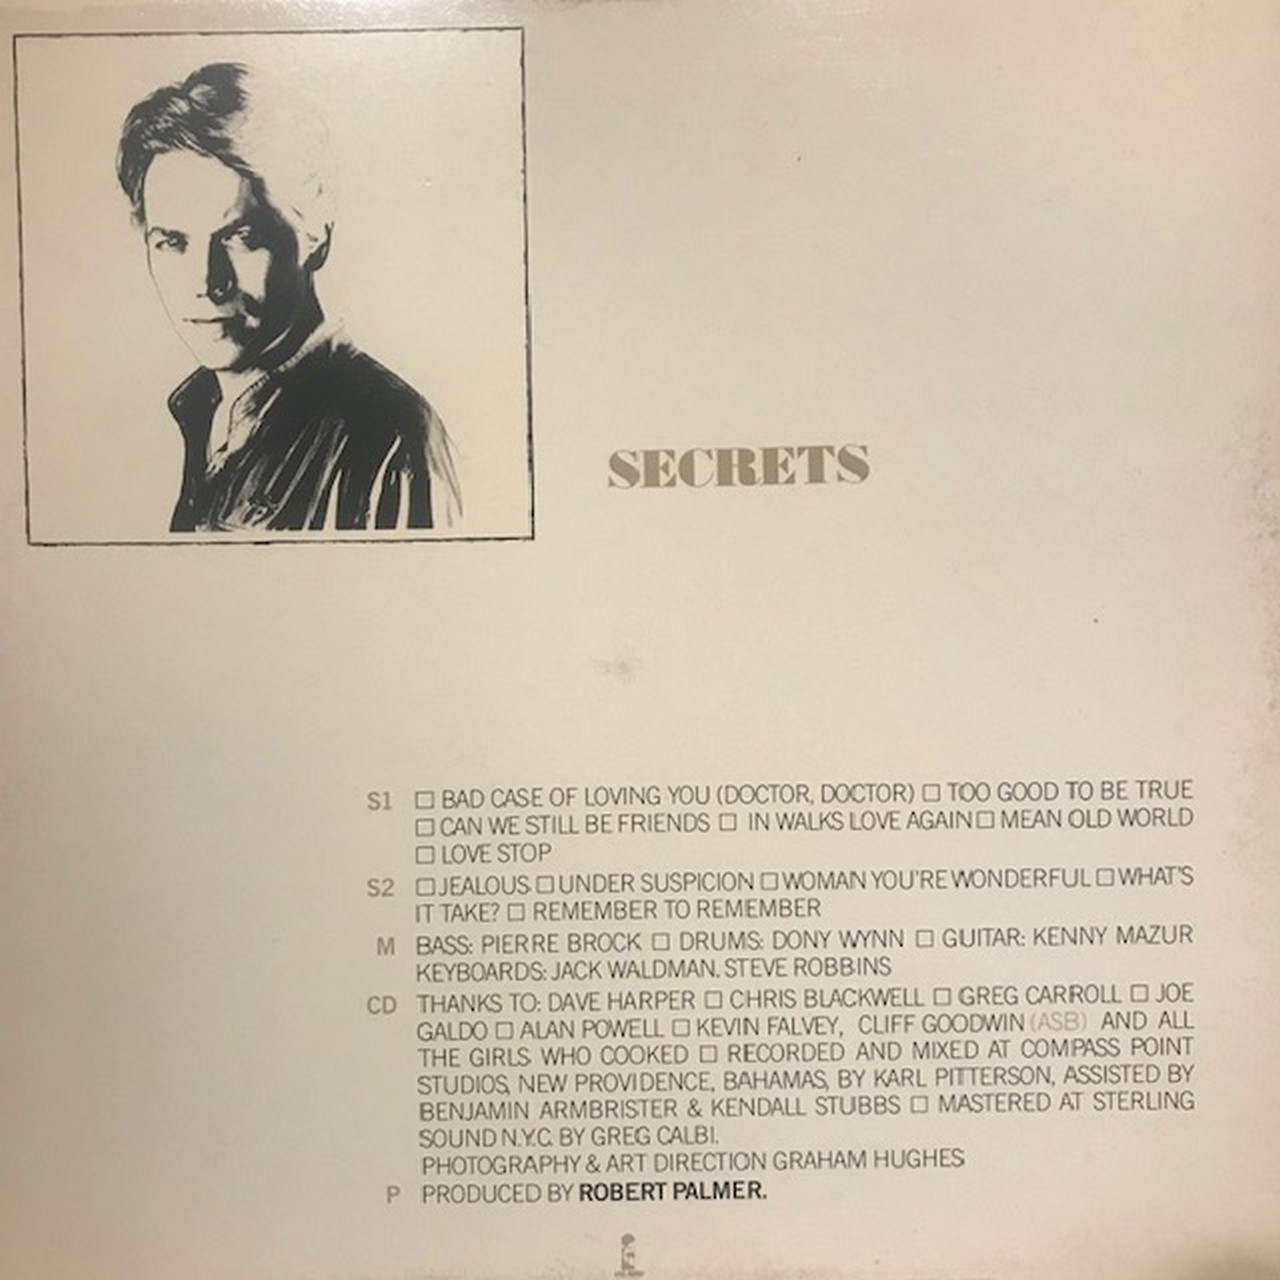 SECRETS
S1 □ BAD CASE OF LOVING YOU (DOCTOR, DOCTOR) □ TOO GOOD TO BE TRUE
□ CAN WE STILL BE FRIENDS □ IN WALKS LOVE AGAIN □ MEAN OLD WORLD
□ LOVE STOP
S2 □ JEALOUS □ UNDER SUSPICION □ WOMAN YOU'RE WONDERFUL □ WHAT'S
IT TAKE? □ REMEMBER TO REMEMBER
M BASS: PIERRE BROCK □ DRUMS: DONY WYNN □ GUITAR: KENNY MAZUR
KEYBOARDS: JACK WALDMAN. STEVE ROBBINS
CD THANKS TO: DAVE HARPER □ CHRIS BLACKWELL □ GREG CARROLL □ JOE
GALDO □ ALAN POWELL □ KEVIN FALVEY, CLIFF GOODWIN (ASB) AND ALL
THE GIRLS WHO COOKED □ RECORDED AND MIXED AT COMPASS POINT
STUDIOS, NEW PROVIDENCE, BAHAMAS, BY KARL PITTERSON, ASSISTED BY
BENJAMIN ARMBRISTER & KENDALL STUBBS □ MASTERED AT STERLING
SOUND N.Y.C. BY GREG CALBI.
PHOTOGRAPHY & ART DIRECTION GRAHAM HUGHES
P PRODUCED BY ROBERT PALMER.